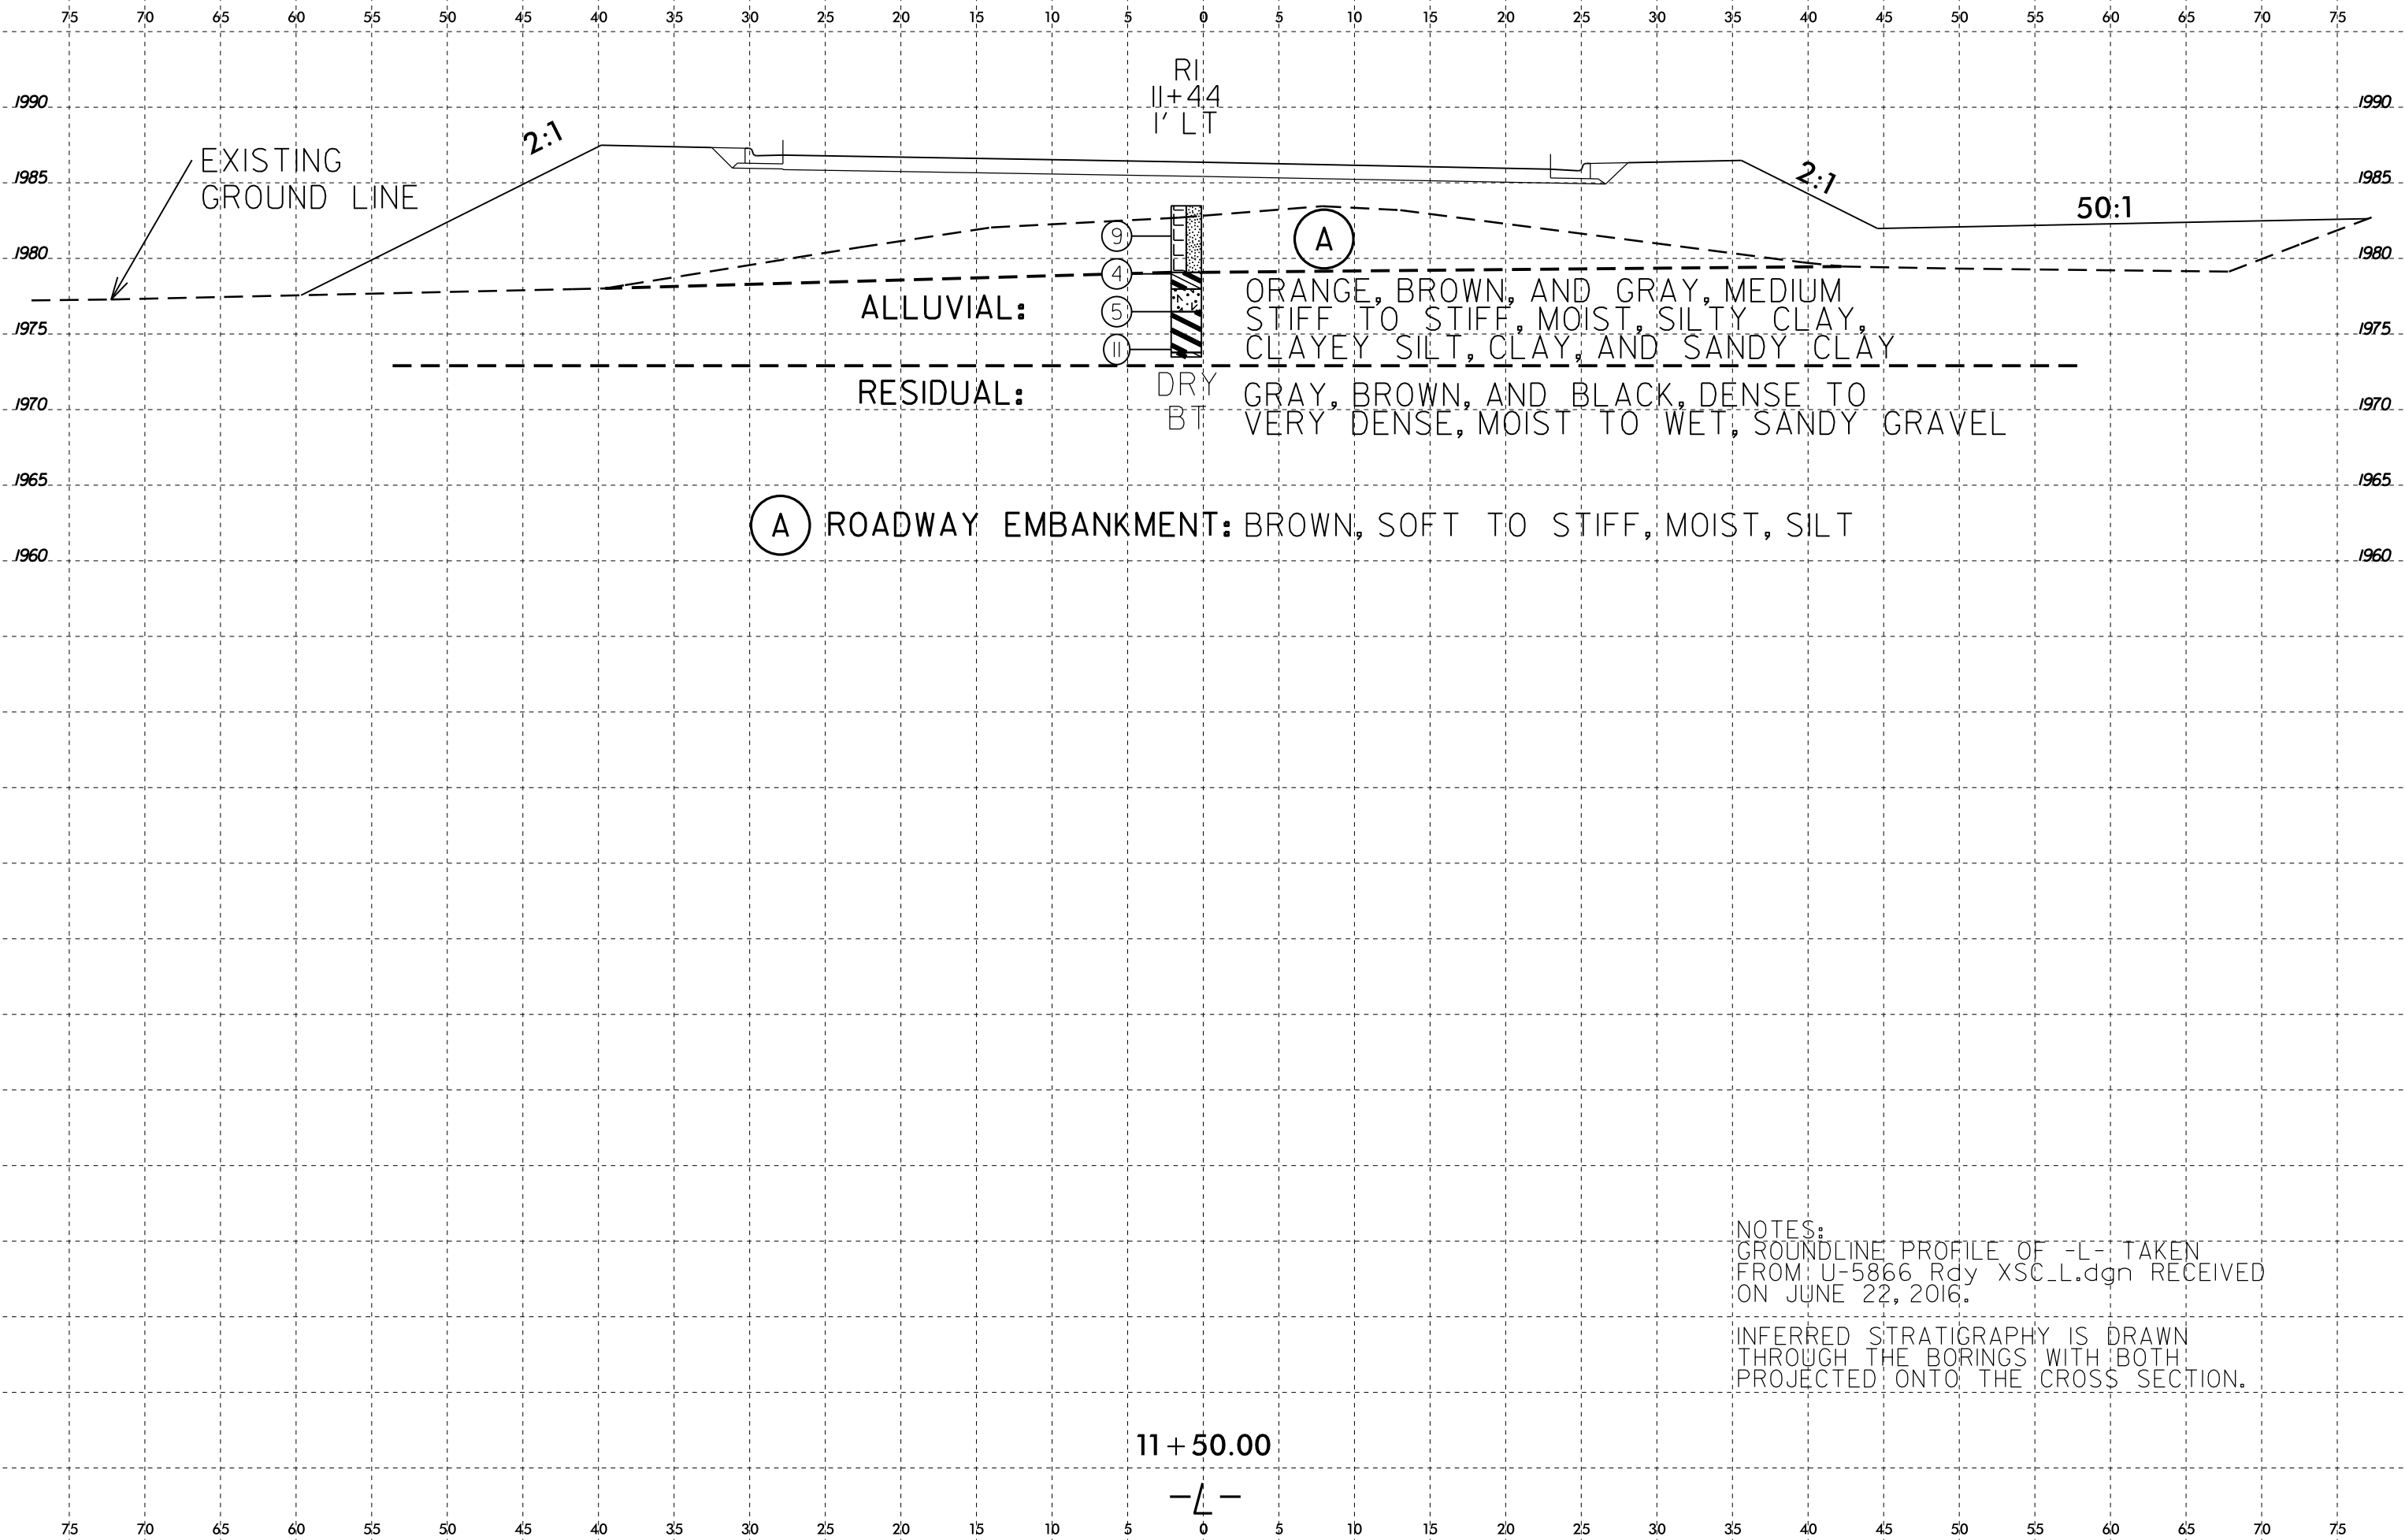 75 70 65 60 55 50 45 40 35 30 25 20 15 10 5 0 5 10 15 20 25 30 35 40 45 50 55 60 65 70 75
R1
11+44
1' LT
1990 1990
2:1
EXISTING
GROUND LINE
1985 2:1 1985
50:1
9 A
1980 1980
4
ALLUVIAL: 5 ORANGE, BROWN, AND GRAY, MEDIUM
STIFF TO STIFF, MOIST, SILTY CLAY,
1975 1975
11 CLAYEY SILT, CLAY, AND SANDY CLAY
RESIDUAL: DRY GRAY, BROWN, AND BLACK, DENSE TO
1970 1970
BT VERY DENSE, MOIST TO WET, SANDY GRAVEL
1965 1965
A ROADWAY EMBANKMENT: BROWN, SOFT TO STIFF, MOIST, SILT
1960 1960
NOTES:
GROUNDLINE PROFILE OF -L- TAKEN
FROM U-5866 Rdy XSC_L.dgn RECEIVED
ON JUNE 22, 2016.
INFERRED STRATIGRAPHY IS DRAWN
THROUGH THE BORINGS WITH BOTH
PROJECTED ONTO THE CROSS SECTION.
11+50.00
-L-
75 70 65 60 55 50 45 40 35 30 25 20 15 10 5 0 5 10 15 20 25 30 35 40 45 50 55 60 65 70 75